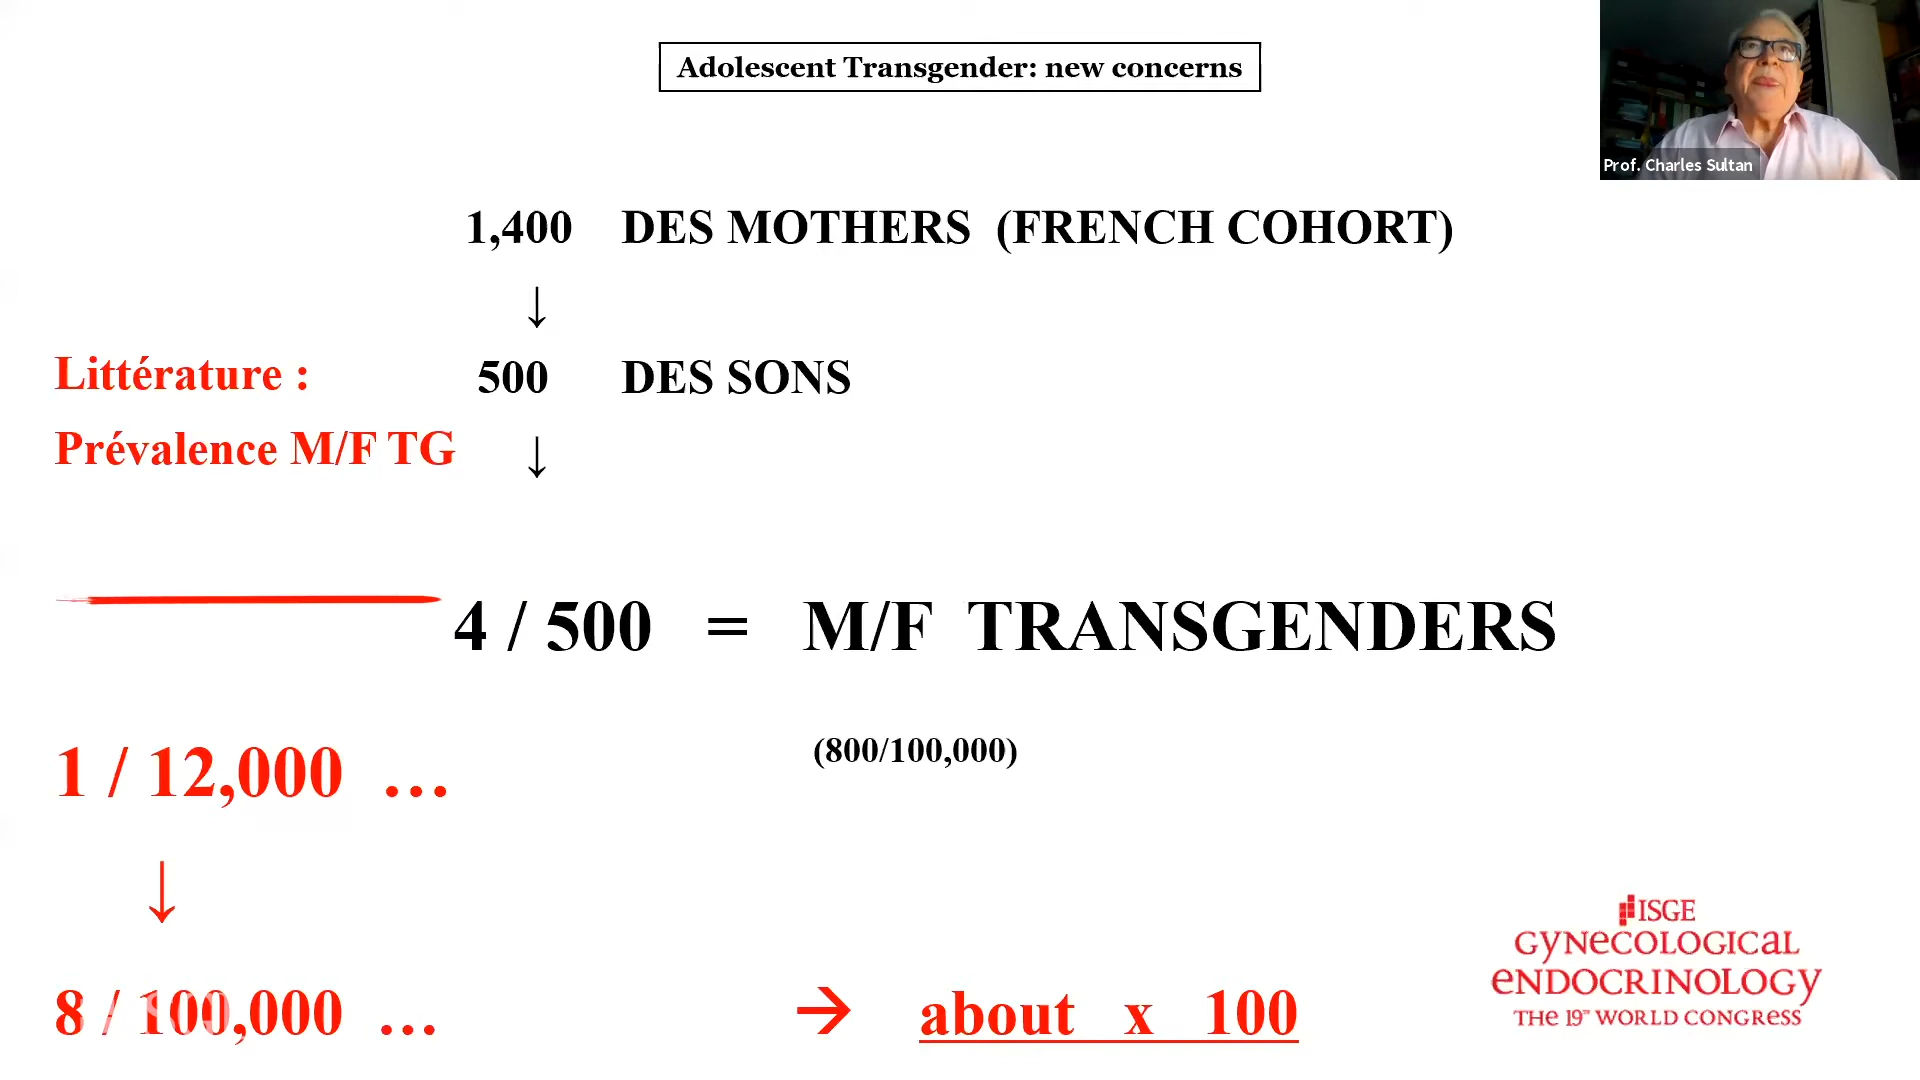 Adolescent Transgender: new concerns
Prof. Charles Sultan
1,400 DES MOTHERS (FRENCH COHORT)
↓
Littérature : 500 DES SONS
Prévalence M/F TG ↓
4 / 500 = M/F TRANSGENDERS
(800/100,000)
1 / 12,000 ...
↓
8 / 100,000 ... → about x 100
ISGE
GYNeCOLOGICaL
eNDOCRINOLOGY
THe 19TH WORLD CONGReSS